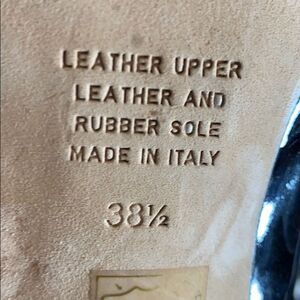 LEATHER UPPER
LEATHER AND
RUBBER SOLE
MADE IN ITALY
38½